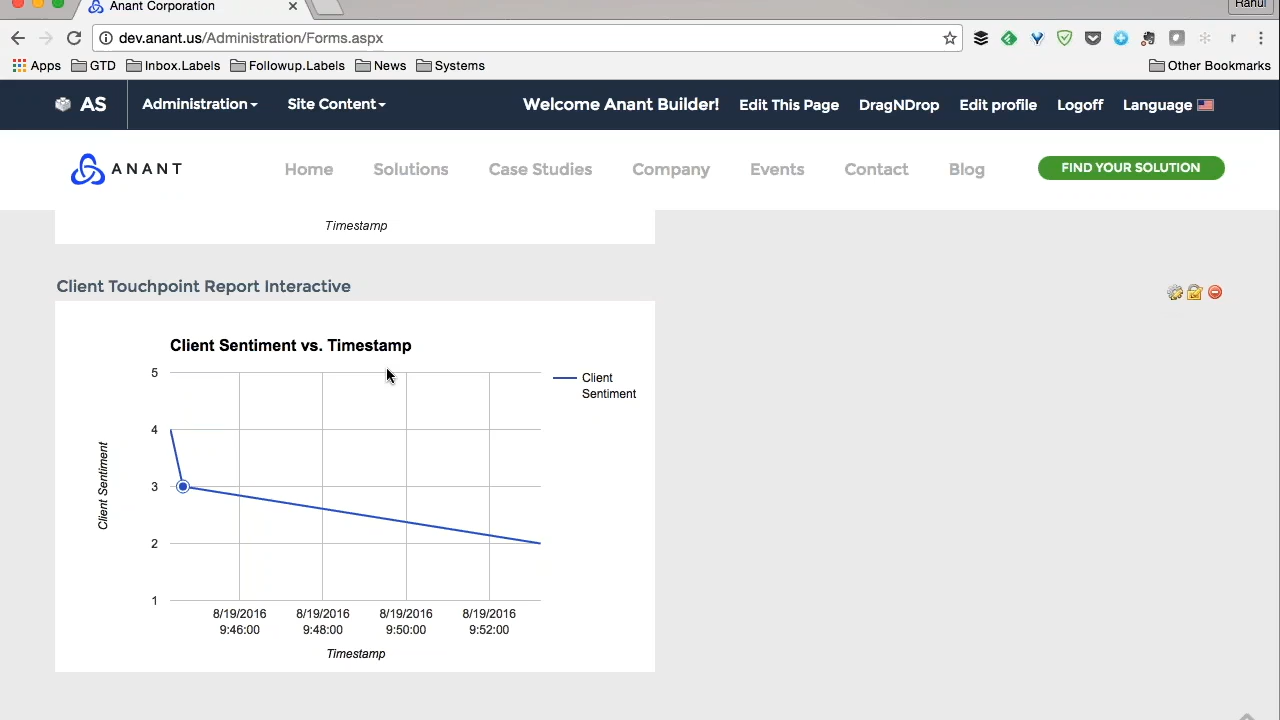 Anant Corporation
Rahul
dev.anant.us/Administration/Forms.aspx
Apps GTD Inbox.Labels Followup.Labels News Systems Other Bookmarks
AS Administration Site Content Welcome Anant Builder! Edit This Page DragNDrop Edit profile Logoff Language
ANANT Home Solutions Case Studies Company Events Contact Blog FIND YOUR SOLUTION
Timestamp
Client Touchpoint Report Interactive
Client Sentiment vs. Timestamp
5
4
3
2
1
Client Sentiment
Client
Sentiment
8/19/2016 8/19/2016 8/19/2016 8/19/2016
9:46:00 9:48:00 9:50:00 9:52:00
Timestamp